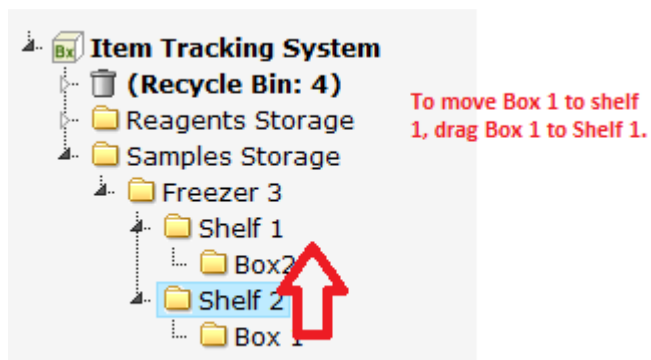 Bx Item Tracking System
(Recycle Bin: 4)
Reagents Storage
To move Box 1 to shelf
1, drag Box 1 to Shelf 1.
Samples Storage
Freezer 3
Shelf 1
Box2
Shelf 2
Box 1